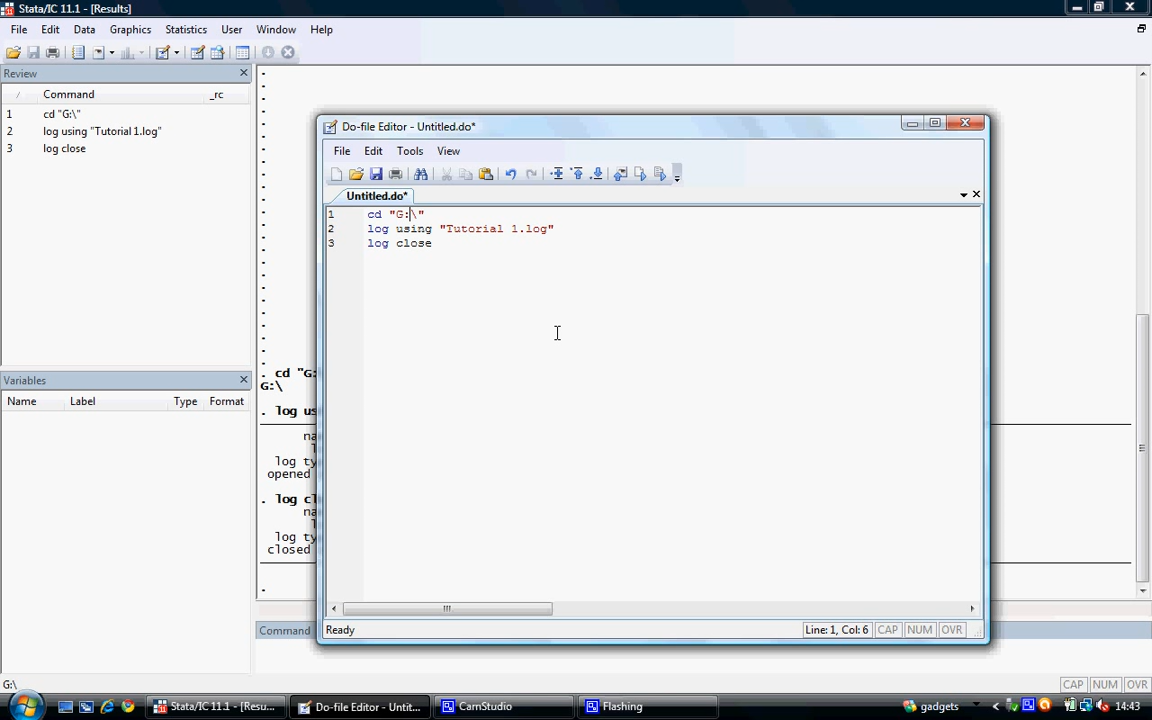 Stata/IC 11.1 - [Results]
File Edit Data Graphics Statistics User Window Help
Review
Command _rc
1 cd "G:\"
2 log using "Tutorial 1.log"
3 log close
Variables
Name Label Type Format
. cd "G:
G:\
. log us
na
l
log ty
opened
. log cl
na
l
log ty
closed
.
Command
Do-file Editor - Untitled.do*
File Edit Tools View
Untitled.do*
1 cd "G:\"
2 log using "Tutorial 1.log"
3 log close
Ready Line: 1, Col: 6 CAP NUM OVR
G:\ CAP NUM OVR
Stata/IC 11.1 - [Resu... Do-file Editor - Untit... CamStudio Flashing gadgets 14:43